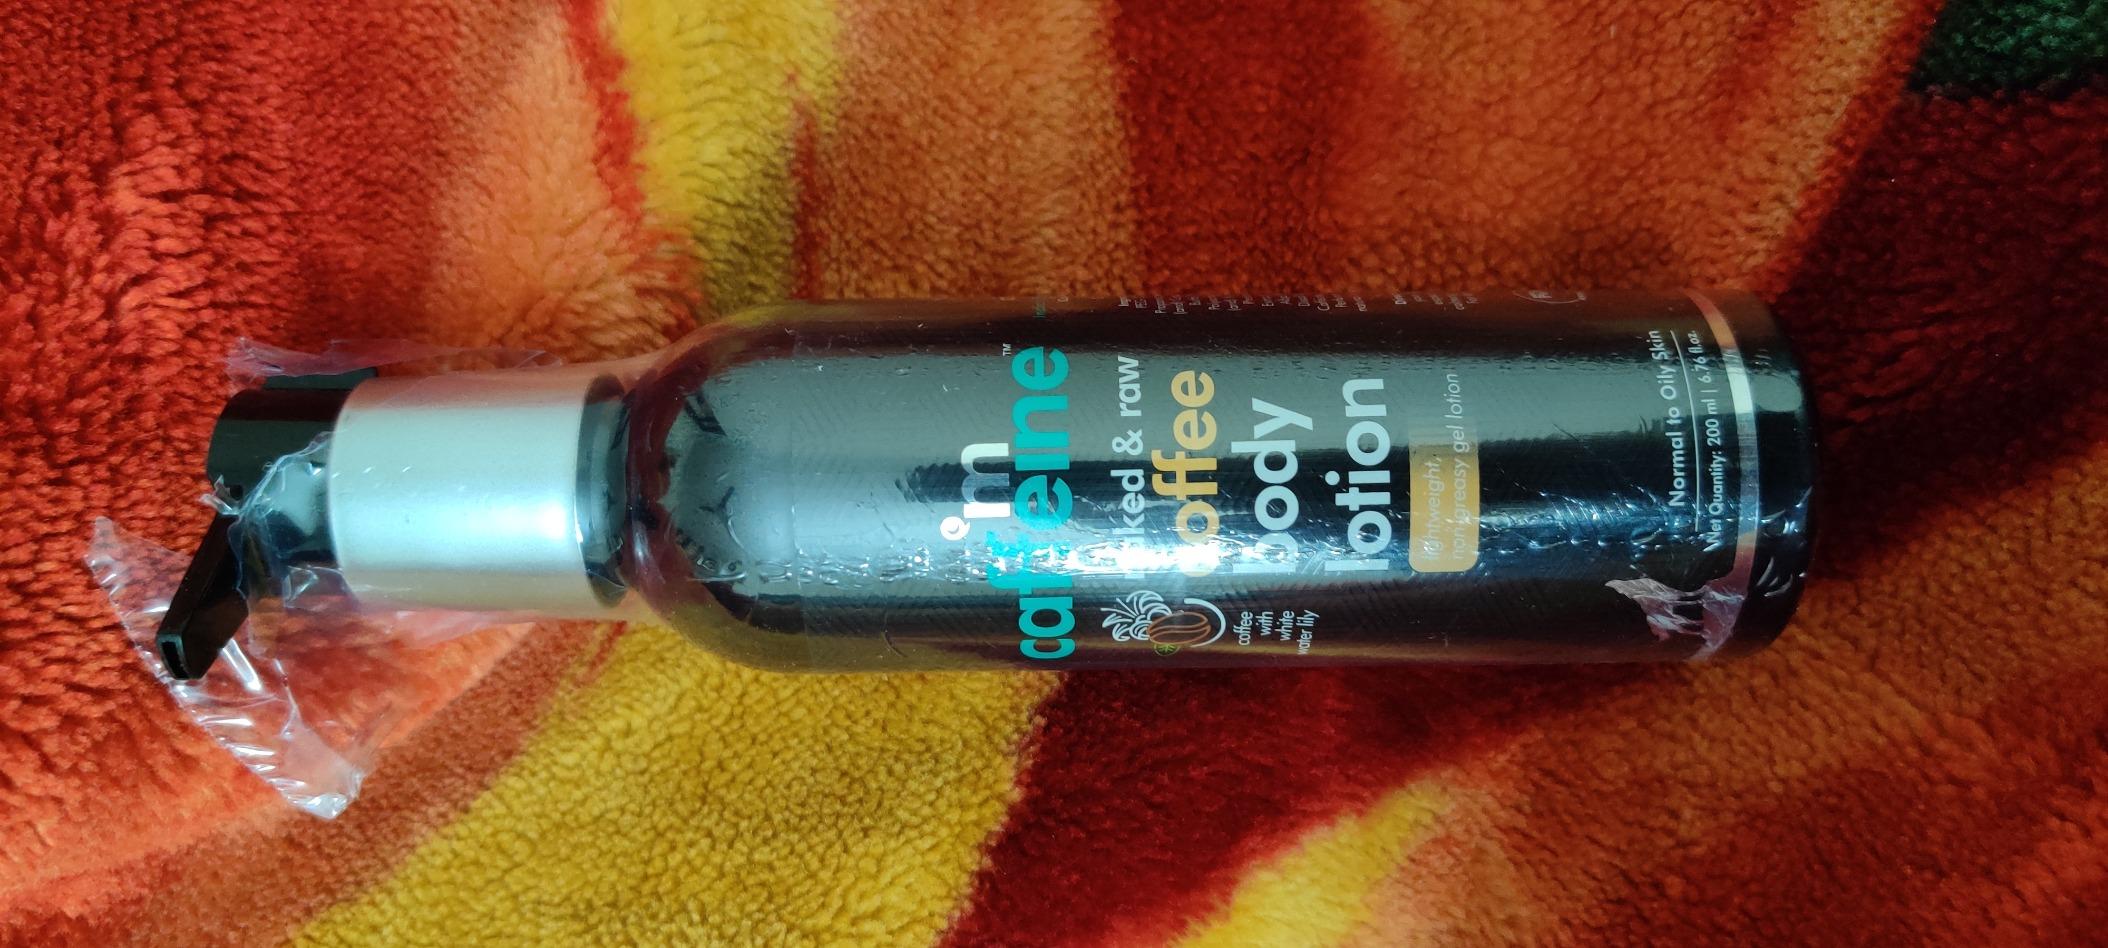 m
caffeine™
naked & raw
coffee
body
lotion
lightweight,
non greasy gel lotion
coffee
with
white
water lily
Normal to Oily Skin
Net Quantity: 200 ml | 6.76 fl.oz.